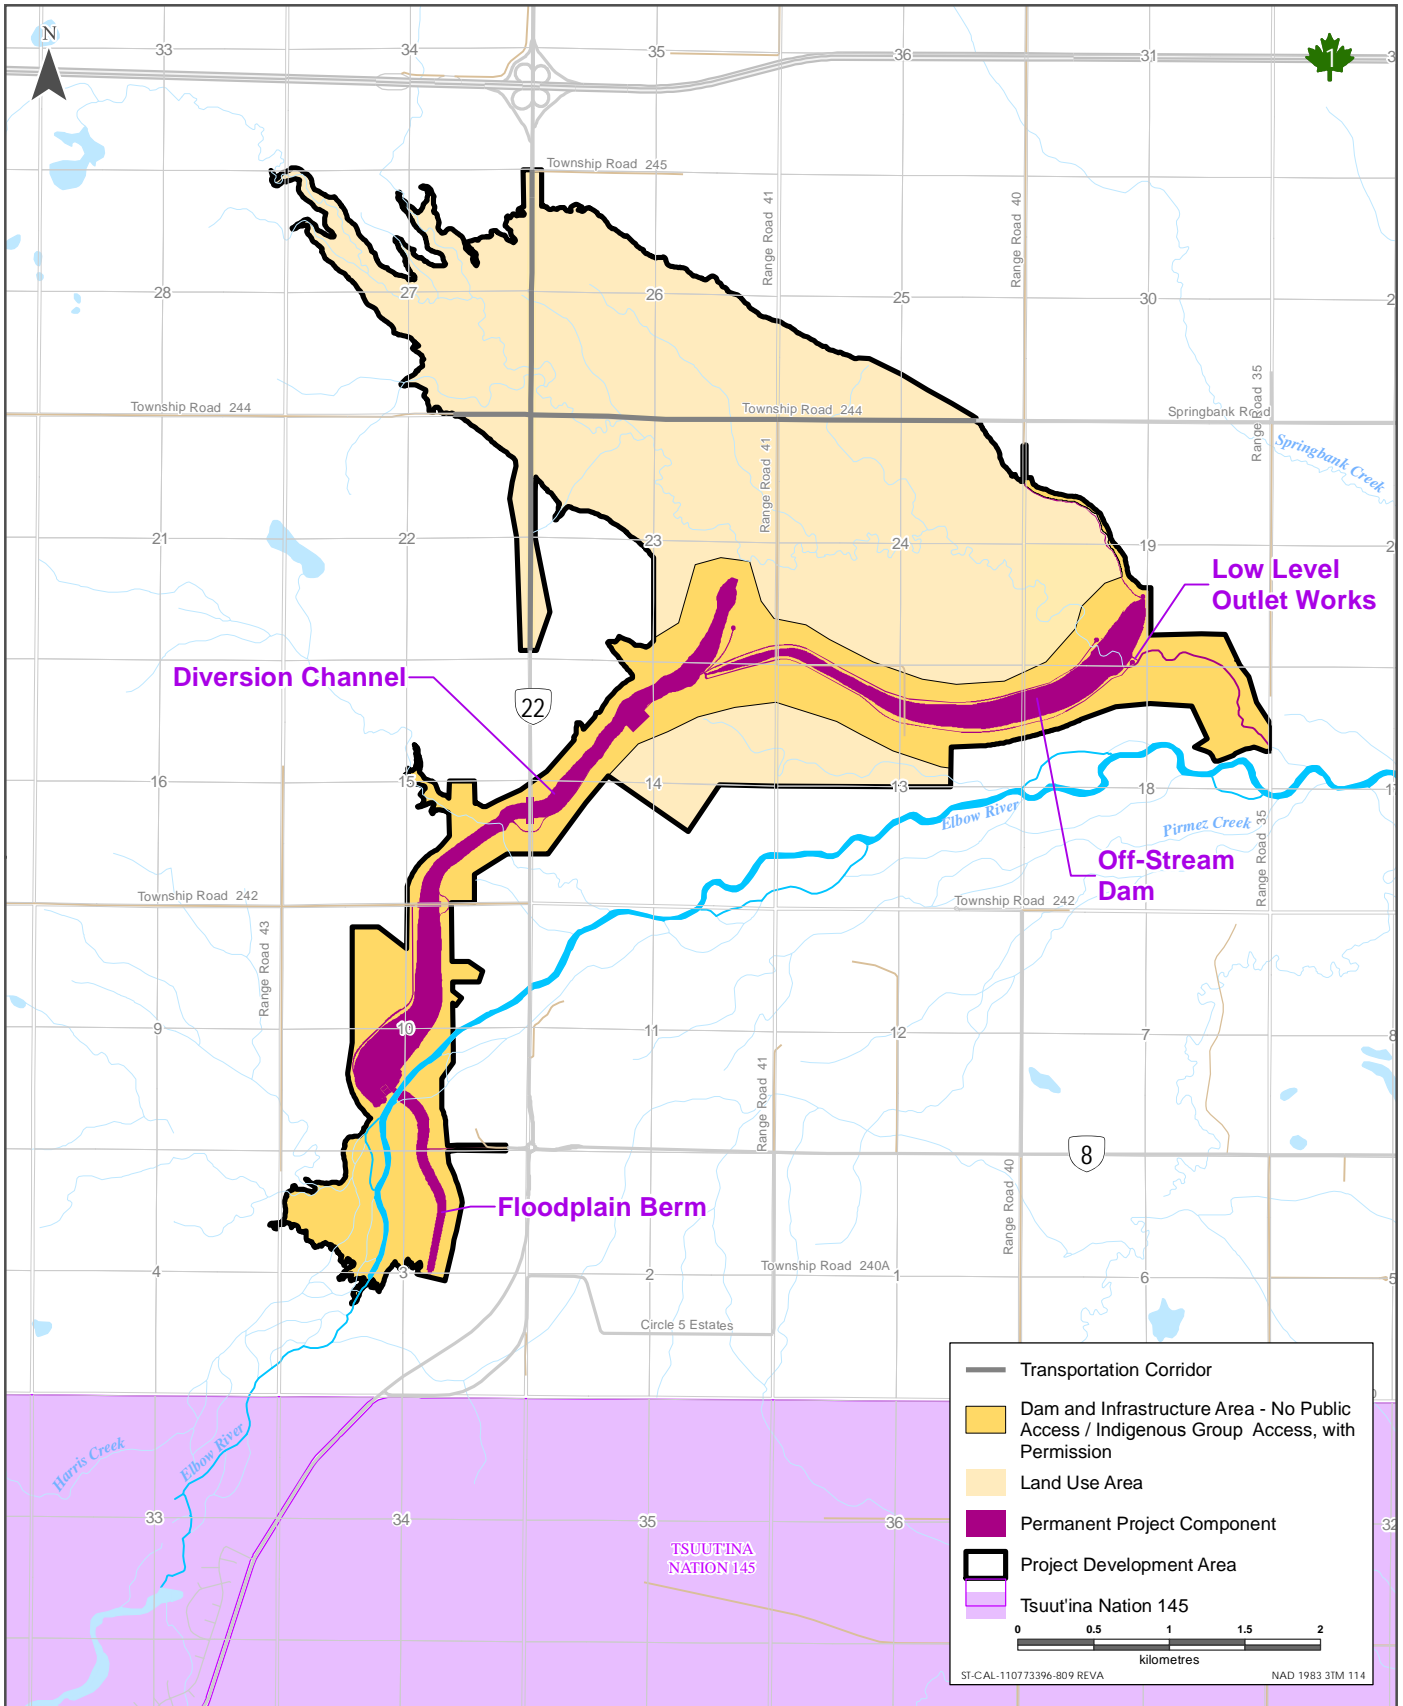 N
33
34
35
36
31
1
Township Road 245
Range Road 41
Range Road 40
28
27
26
25
30
Township Road 244
Township Road 244
Springbank Road
Range Road 35
Range Road 41
Springbank Creek
21
22
23
24
19
Low Level
Outlet Works
Diversion Channel
22
16
15
14
13
18
Elbow River
Pirmez Creek
Off-Stream
Dam
Range Road 35
Township Road 242
Township Road 242
Range Road 43
9
10
11
12
7
8
Range Road 41
8
Range Road 40
Floodplain Berm
4
3
2
Township Road 240A
1
6
5
Circle 5 Estates
Harris Creek
Elbow River
33
34
35
36
32
TSUUT'INA
NATION 145
Transportation Corridor
Dam and Infrastructure Area - No Public
Access / Indigenous Group Access, with
Permission
Land Use Area
Permanent Project Component
Project Development Area
Tsuut'ina Nation 145
0 0.5 1 1.5 2
kilometres
ST-CAL-110773396-809 REVA
NAD 1983 3TM 114